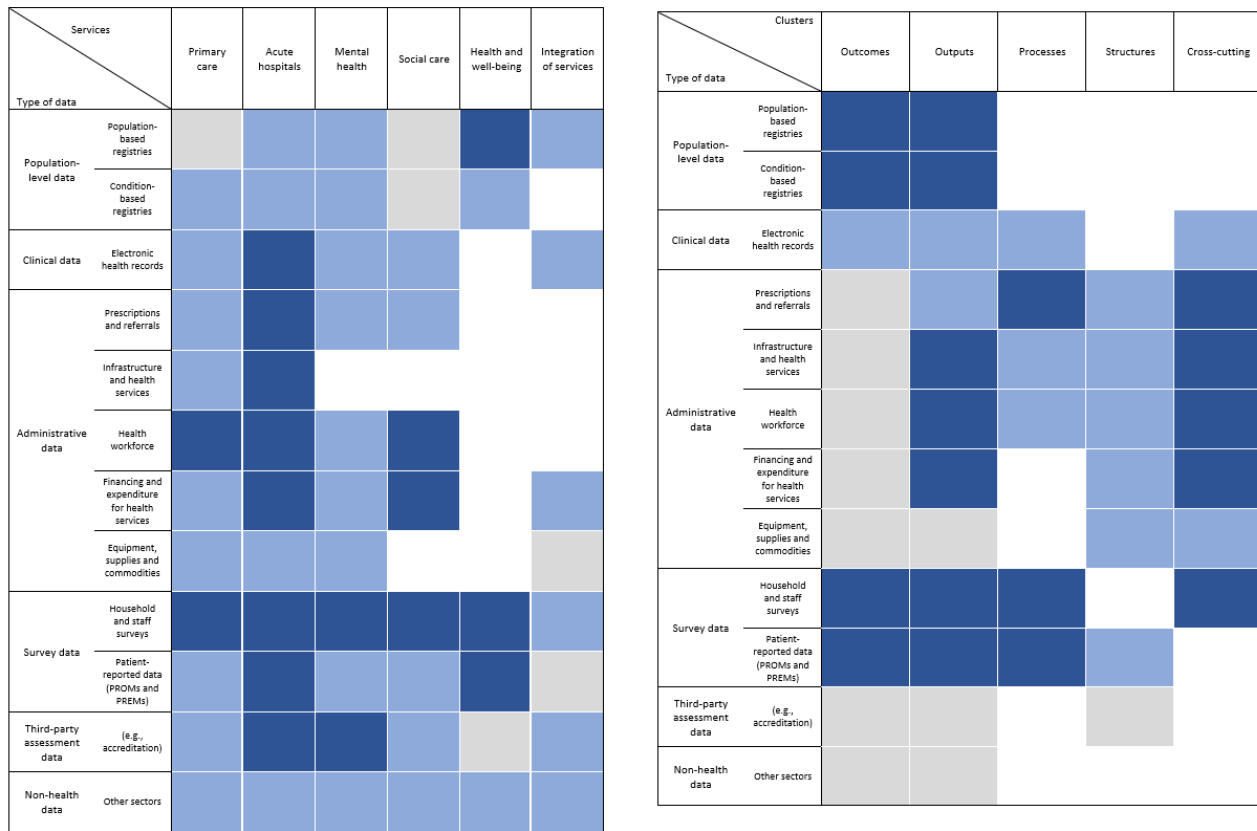 Services
Type of data
Primary
care
Acute
hospitals
Mental
health
Social care
Health and
well-being
Integration
of services
Population-
level data
Population-
based
registries
Condition-
based
registries
Clinical data
Electronic
health records
Administrative
data
Prescriptions
and referrals
Infrastructure
and health
services
Health
workforce
Financing and
expenditure
for health
services
Equipment,
supplies and
commodities
Survey data
Household
and staff
surveys
Patient-
reported data
(PROMs and
PREMs)
Third-party
assessment
data
(e.g.,
accreditation)
Non-health
data
Other sectors
Clusters
Type of data
Outcomes
Outputs
Processes
Structures
Cross-cutting
Population-
level data
Population-
based
registries
Condition-
based
registries
Clinical data
Electronic
health records
Administrative
data
Prescriptions
and referrals
Infrastructure
and health
services
Health
workforce
Financing and
expenditure
for health
services
Equipment,
supplies and
commodities
Survey data
Household
and staff
surveys
Patient-
reported data
(PROMs and
PREMs)
Third-party
assessment
data
(e.g.,
accreditation)
Non-health
data
Other sectors